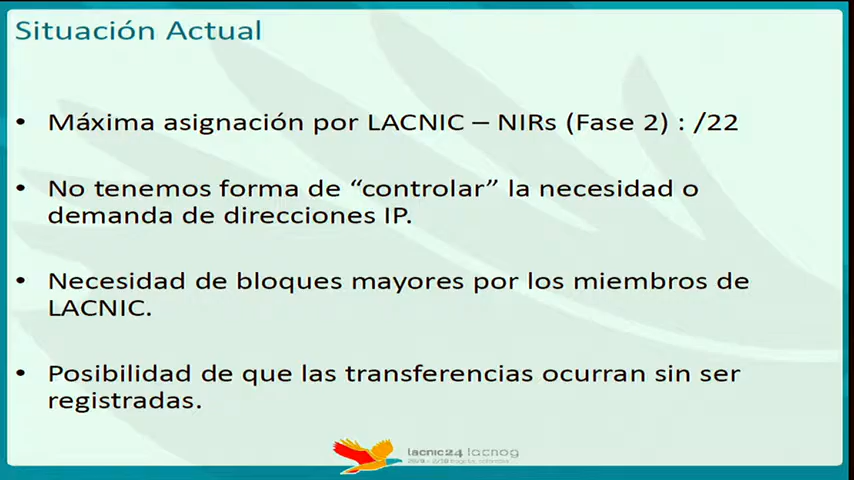 Situación Actual
• Máxima asignación por LACNIC – NIRs (Fase 2) : /22
• No tenemos forma de “controlar” la necesidad o
demanda de direcciones IP.
• Necesidad de bloques mayores por los miembros de
LACNIC.
• Posibilidad de que las transferencias ocurran sin ser
registradas.
lacnic24 lacnog